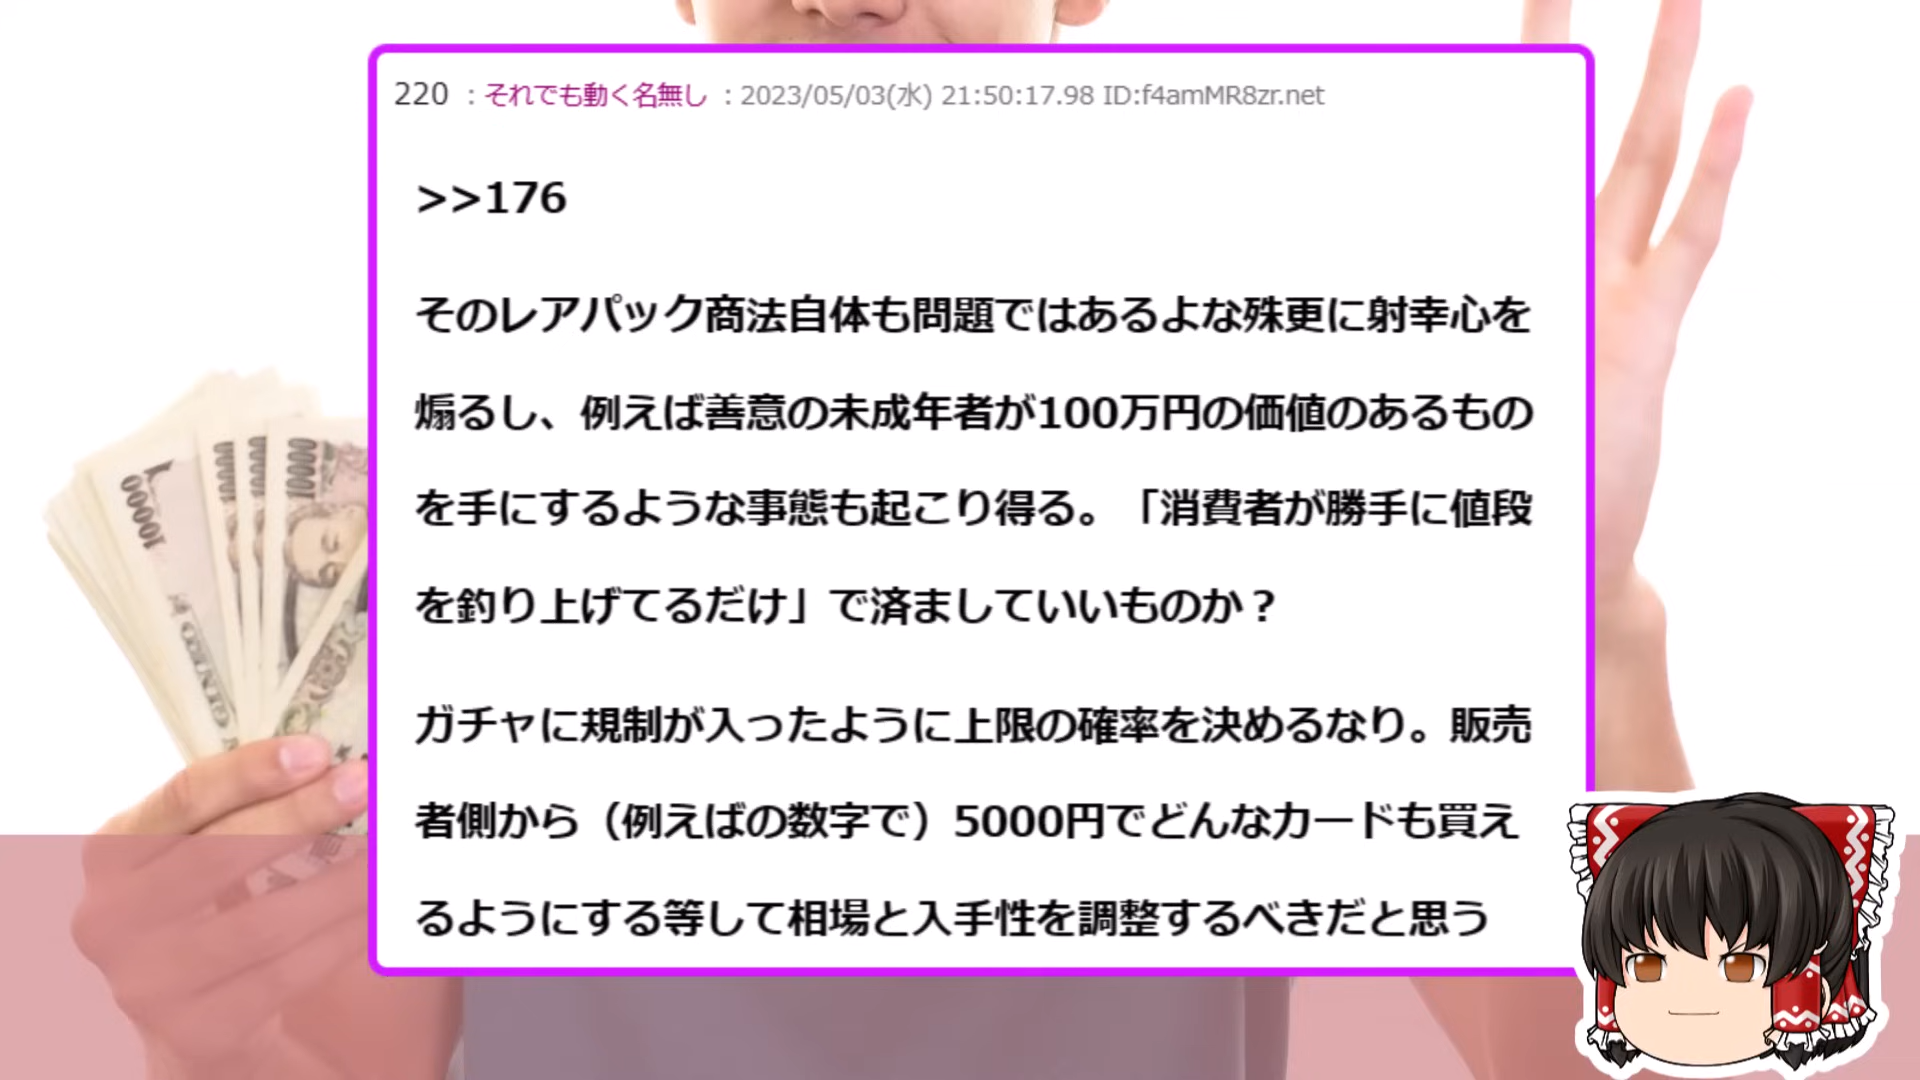 220 ：それでも動く名無し ：2023/05/03(水) 21:50:17.98 ID:f4amMR8zr.net
>>176
そのレアパック商法自体も問題ではあるよな殊更に射幸心を
煽るし、例えば善意の未成年者が100万円の価値のあるもの
を手にするような事態も起こり得る。「消費者が勝手に値段
を釣り上げてるだけ」で済ましていいものか？
ガチャに規制が入ったように上限の確率を決めるなり。販売
者側から（例えばの数字で）5000円でどんなカードも買え
るようにする等して相場と入手性を調整するべきだと思う
10000
10000
10000
10000